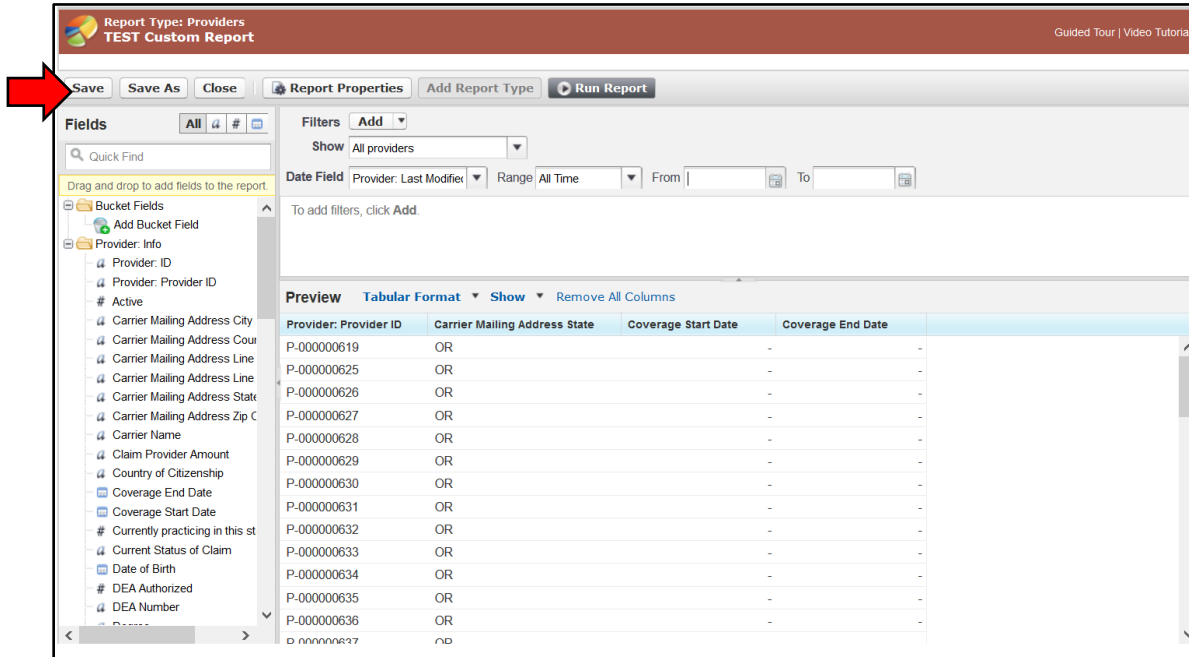 Report Type: Providers
TEST Custom Report
Guided Tour | Video Tutoria
Save Save As Close Report Properties Add Report Type Run Report
Fields All a # Filters Add
Quick Find Show All providers
Drag and drop to add fields to the report. Date Field Provider: Last Modified Range All Time From To
Bucket Fields
Add Bucket Field
To add filters, click Add.
Provider: Info
a Provider: ID
a Provider: Provider ID
# Active
a Carrier Mailing Address City
a Carrier Mailing Address Cour
a Carrier Mailing Address Line
a Carrier Mailing Address Line
a Carrier Mailing Address State
a Carrier Mailing Address Zip C
a Carrier Name
a Claim Provider Amount
a Country of Citizenship
Coverage End Date
Coverage Start Date
# Currently practicing in this st
a Current Status of Claim
Date of Birth
# DEA Authorized
a DEA Number
Preview Tabular Format Show Remove All Columns
Provider: Provider ID Carrier Mailing Address State Coverage Start Date Coverage End Date
P-000000619 OR - -
P-000000625 OR - -
P-000000626 OR - -
P-000000627 OR - -
P-000000628 OR - -
P-000000629 OR - -
P-000000630 OR - -
P-000000631 OR - -
P-000000632 OR - -
P-000000633 OR - -
P-000000634 OR - -
P-000000635 OR - -
P-000000636 OR - -
P-000000637 OR